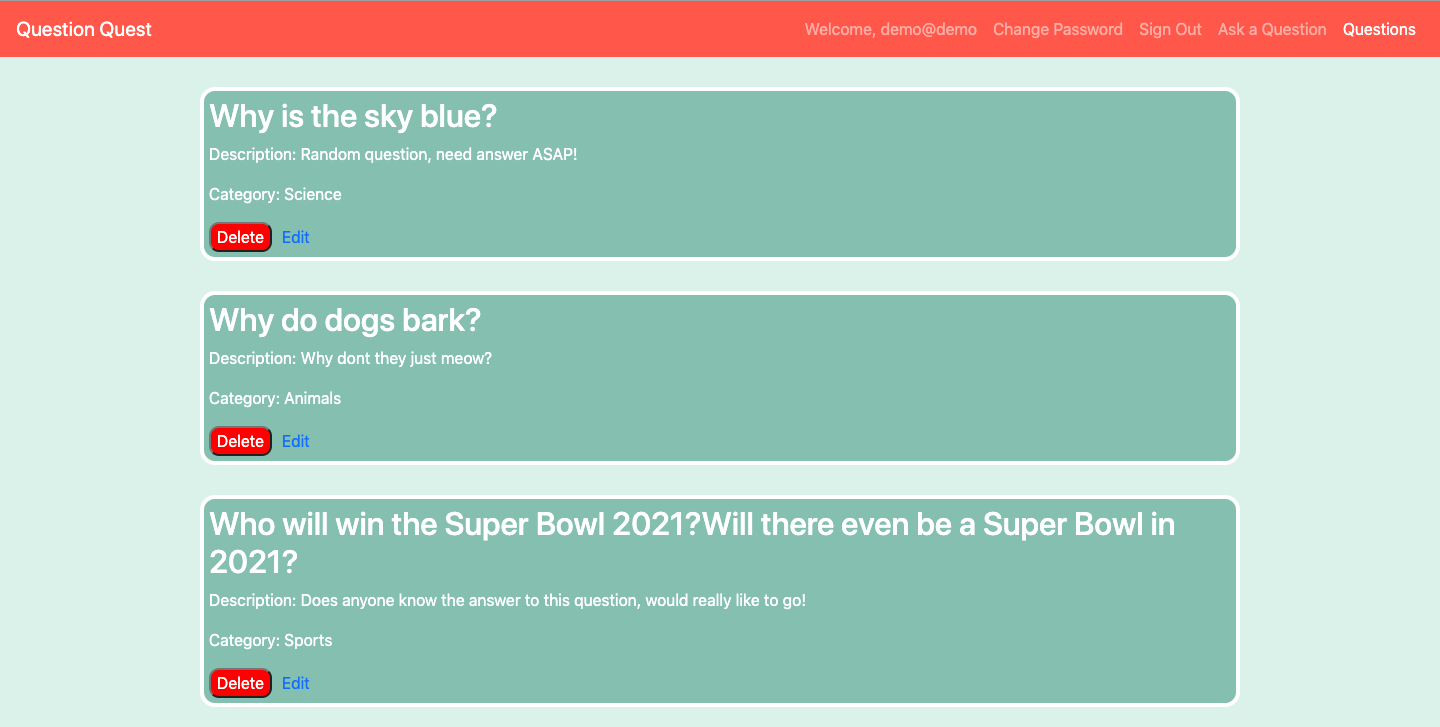 Question Quest Welcome, demo@demo Change Password Sign Out Ask a Question Questions
Why is the sky blue?
Description: Random question, need answer ASAP!
Category: Science
Delete Edit
Why do dogs bark?
Description: Why dont they just meow?
Category: Animals
Delete Edit
Who will win the Super Bowl 2021?Will there even be a Super Bowl in
2021?
Description: Does anyone know the answer to this question, would really like to go!
Category: Sports
Delete Edit